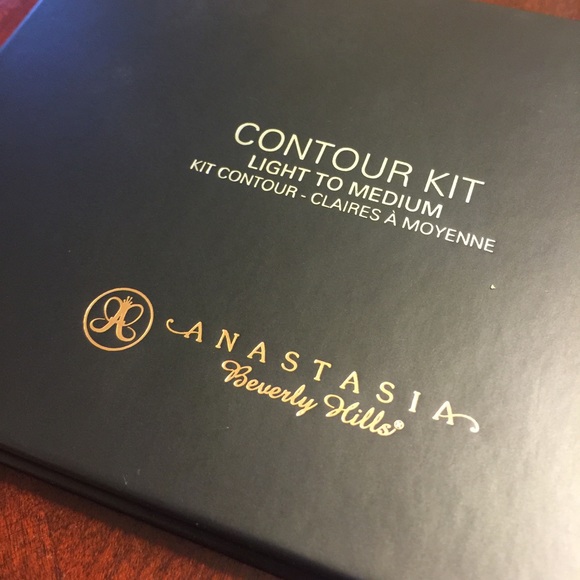 CONTOUR KIT
LIGHT TO MEDIUM
KIT CONTOUR - CLAIRES À MOYENNE
ANASTASIA
Beverly Hills®